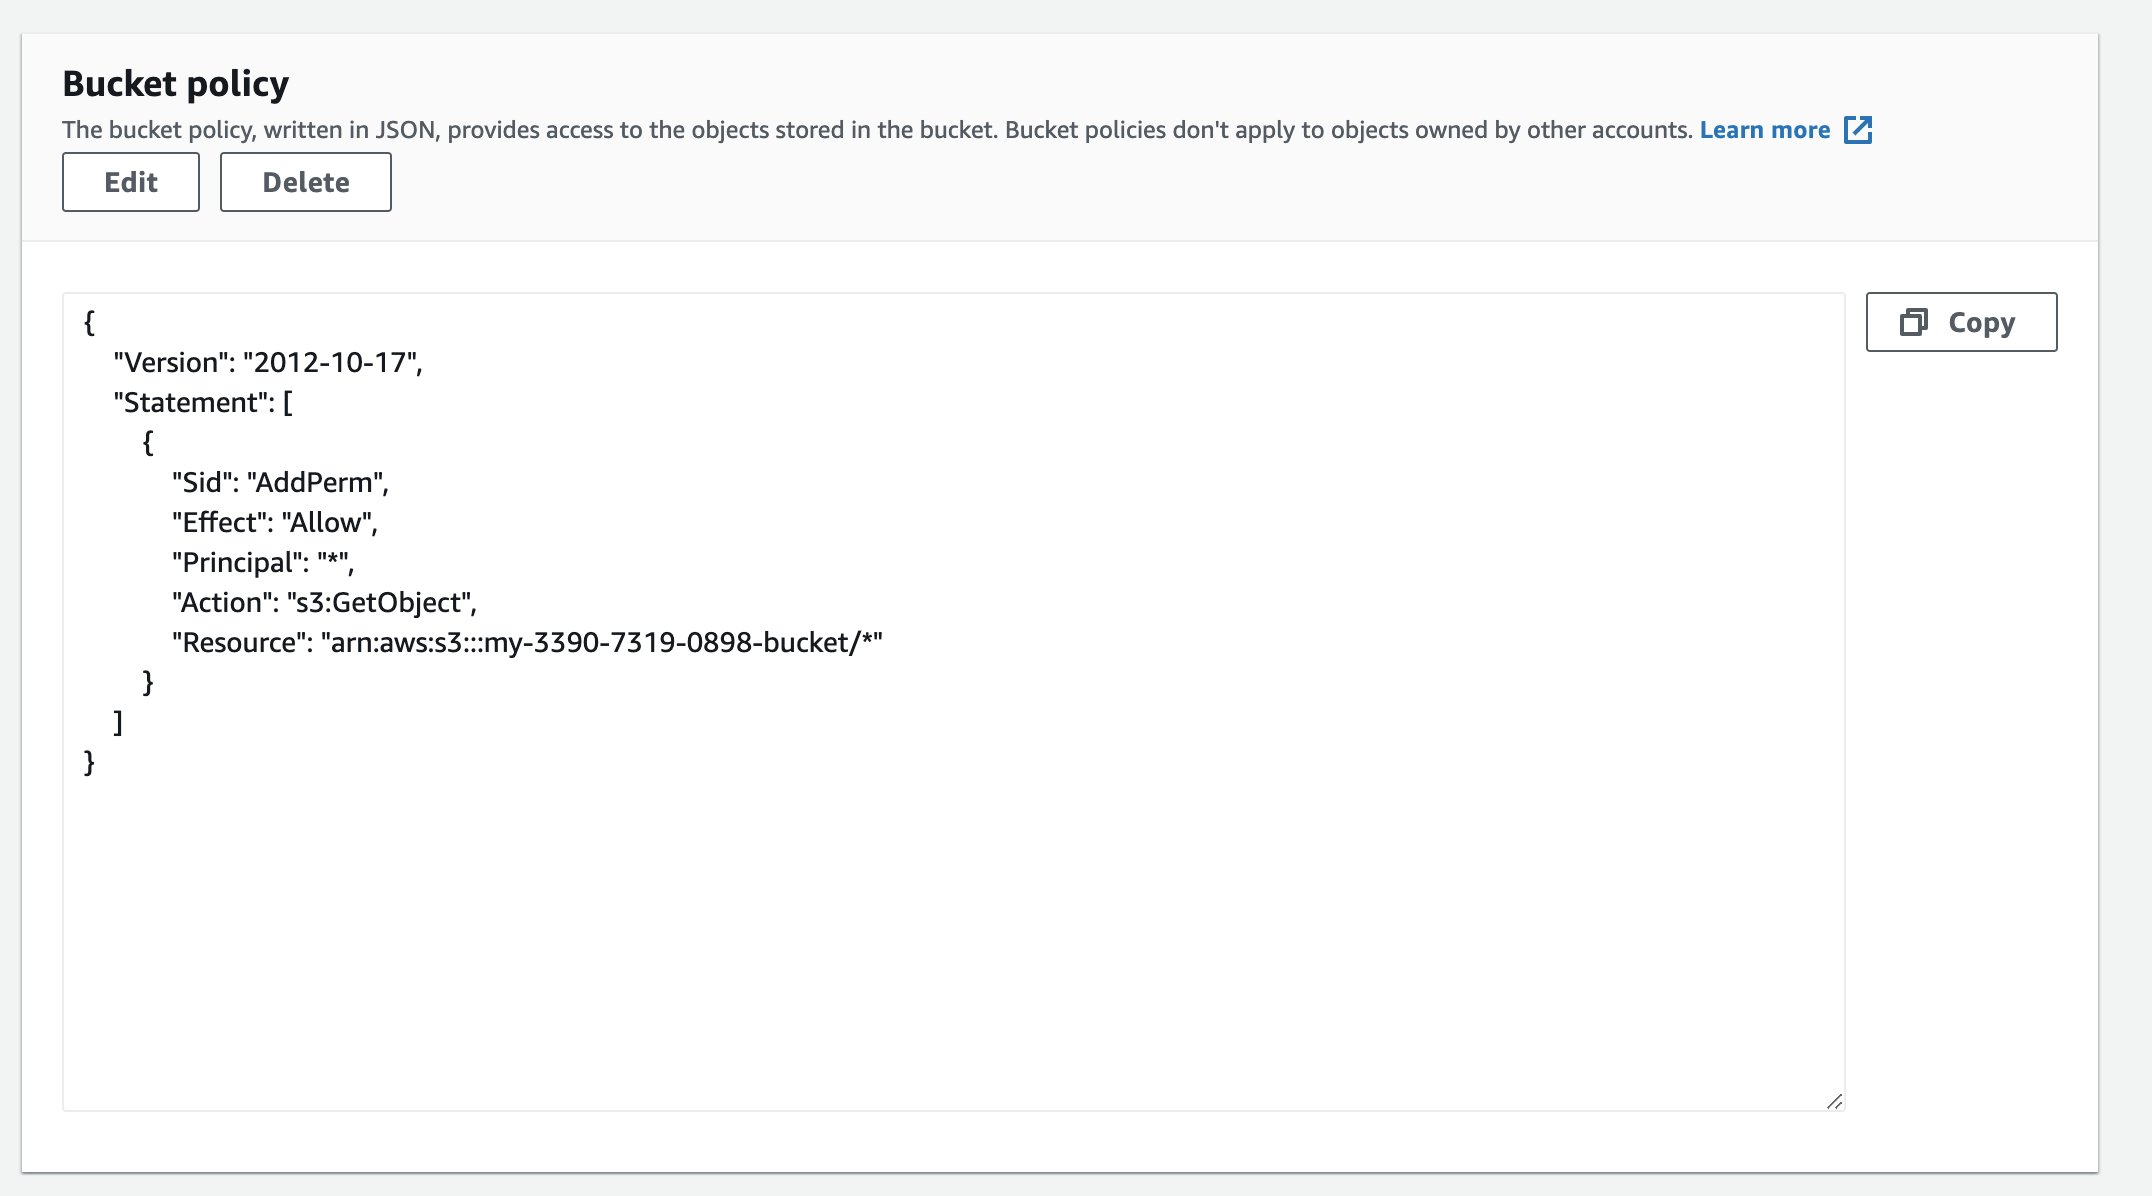 Bucket policy
The bucket policy, written in JSON, provides access to the objects stored in the bucket. Bucket policies don't apply to objects owned by other accounts. Learn more
Edit Delete
Copy
{
"Version": "2012-10-17",
"Statement": [
{
"Sid": "AddPerm",
"Effect": "Allow",
"Principal": "*",
"Action": "s3:GetObject",
"Resource": "arn:aws:s3:::my-3390-7319-0898-bucket/*"
}
]
}